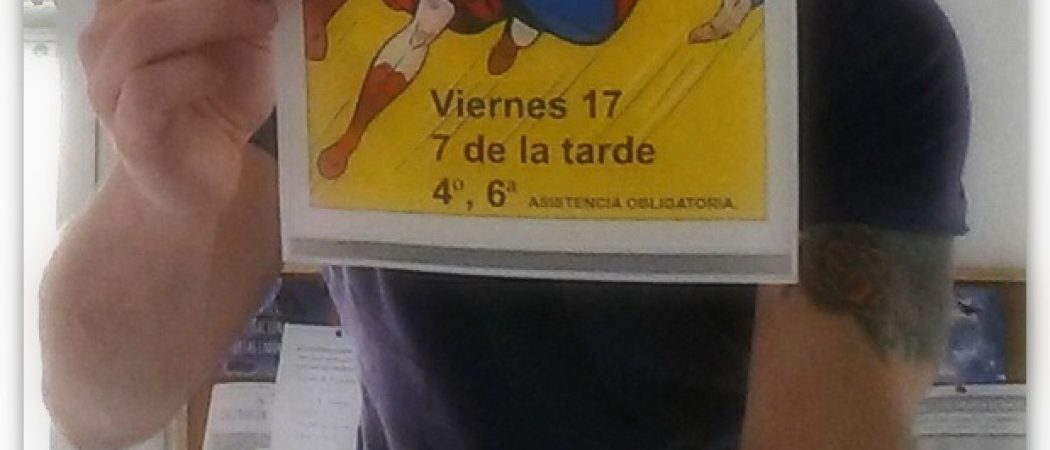 Viernes 17
7 de la tarde
4º, 6ª ASISTENCIA OBLIGATORIA.